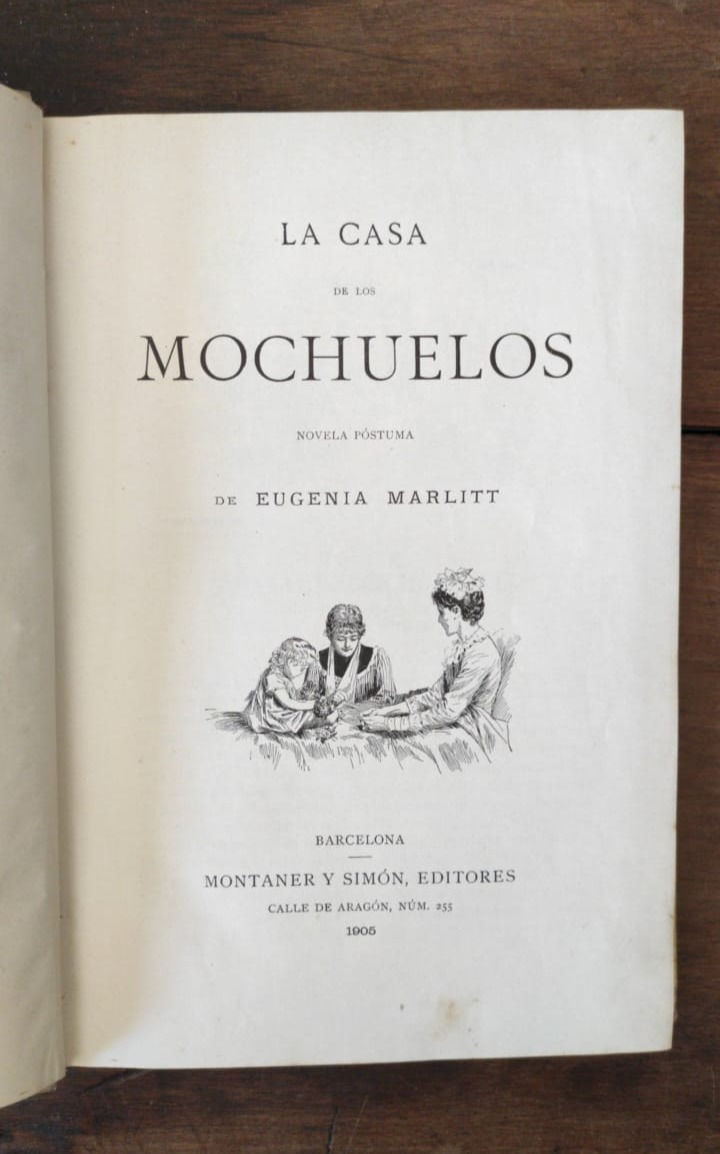 LA CASA
DE LOS
MOCHUELOS
NOVELA PÓSTUMA
DE EUGENIA MARLITT
BARCELONA
MONTANER Y SIMÓN, EDITORES
CALLE DE ARAGÓN, NÚM. 255
1905